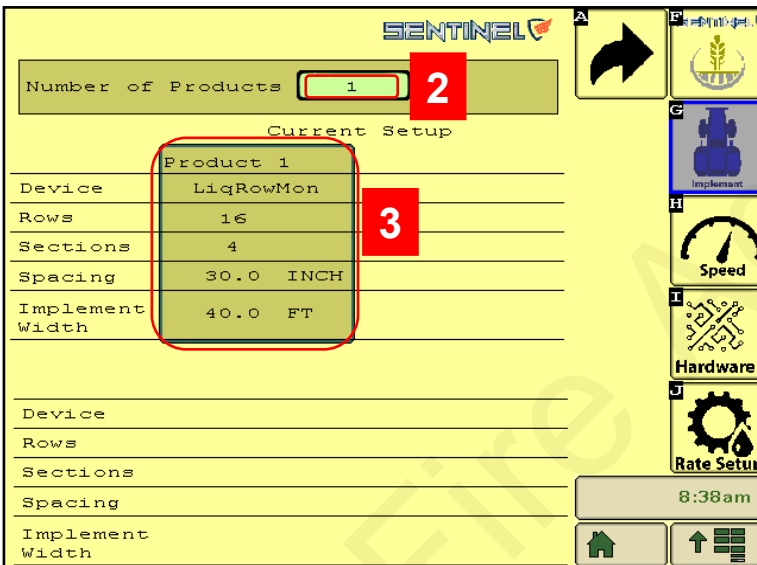 SENTINEL
A
F
SENTINEL
Number of Products 1
2
Current Setup
G
Implement
Product 1
Device LiqRowMon
Rows 16
3
Sections 4
Spacing 30.0 INCH
Implement Width 40.0 FT
H
Speed
I
Hardware
Device
Rows
Sections
Spacing
Implement
Width
J
Rate Setup
8:38am
Fire